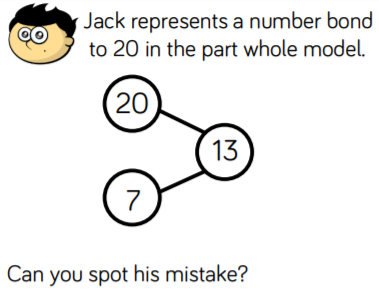 Jack represents a number bond
to 20 in the part whole model.
20
13
7
Can you spot his mistake?